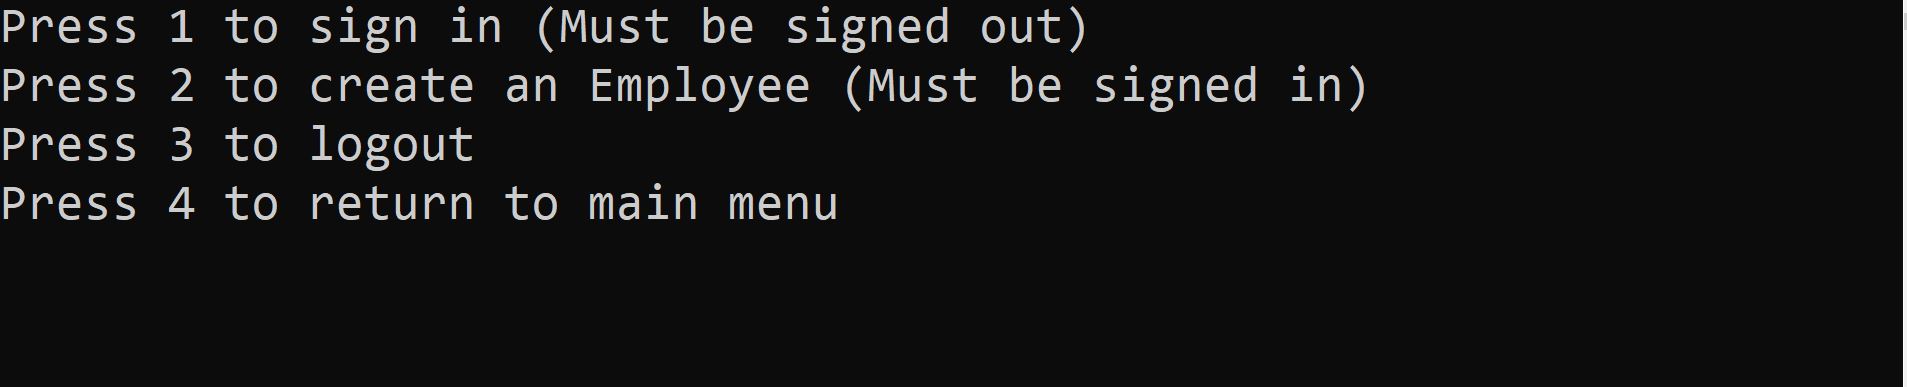 Press 1 to sign in (Must be signed out)
Press 2 to create an Employee (Must be signed in)
Press 3 to logout
Press 4 to return to main menu